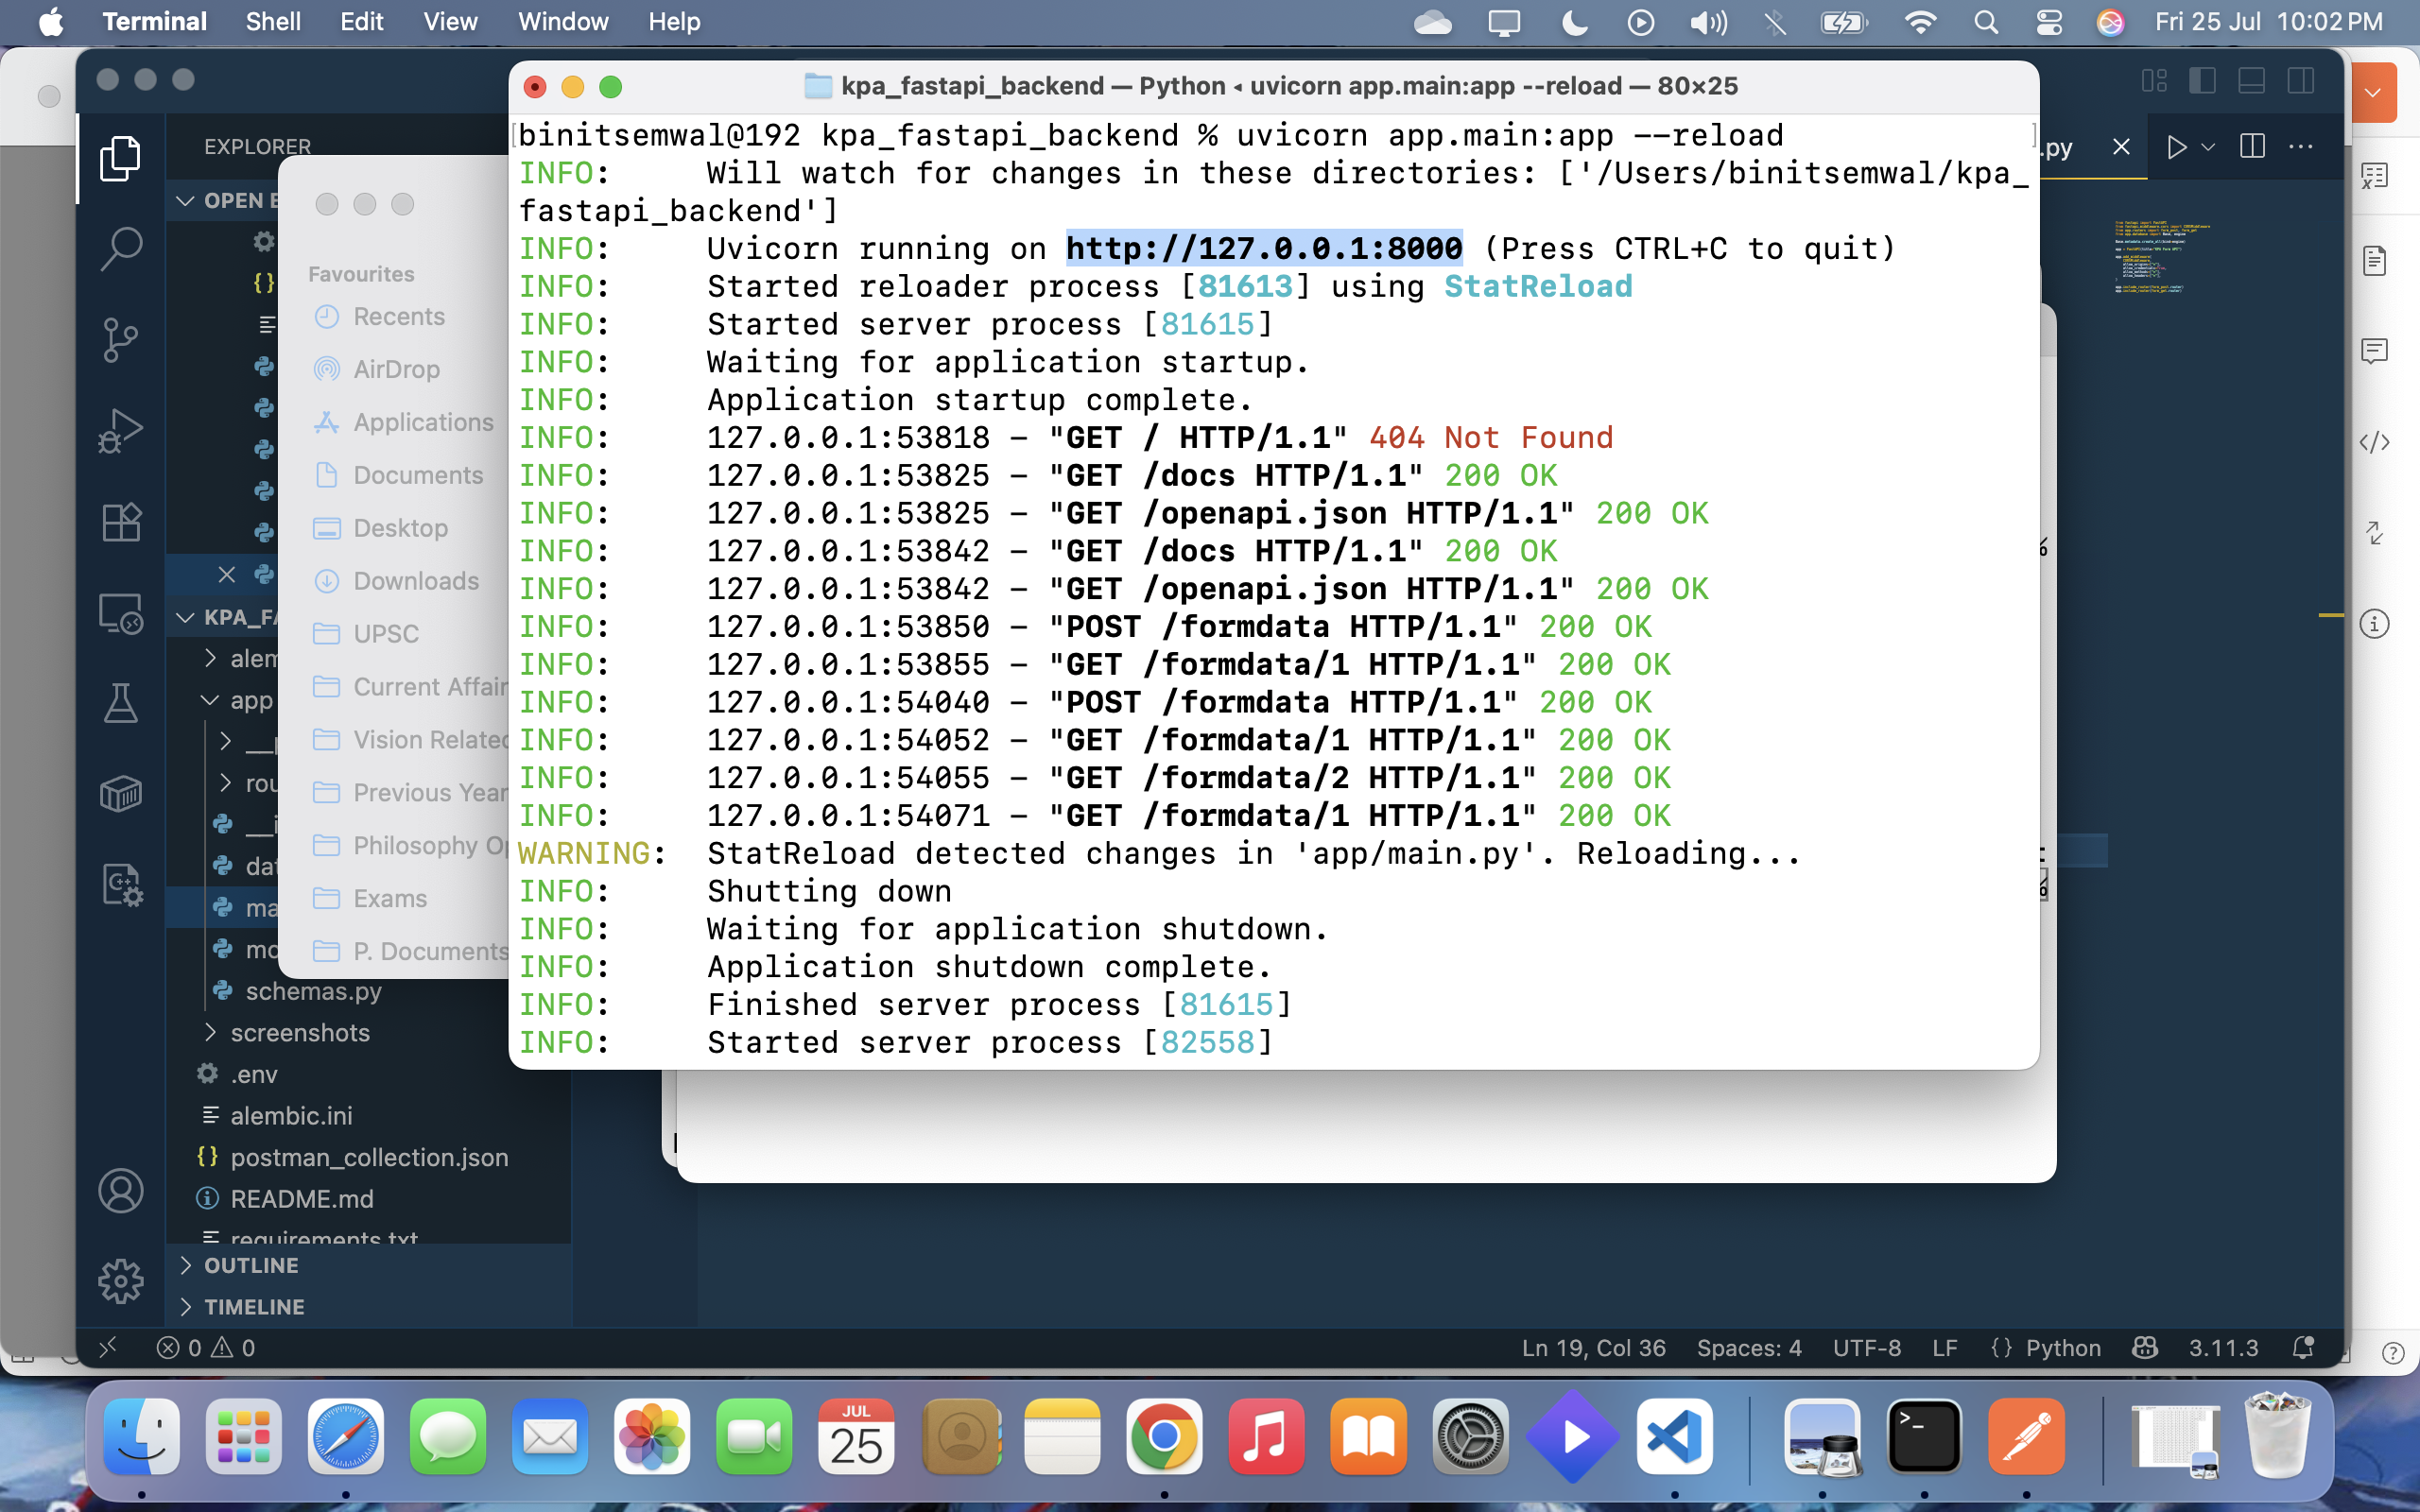 Terminal Shell Edit View Window Help Fri 25 Jul 10:02 PM
kpa_fastapi_backend — Python ◂ uvicorn app.main:app --reload — 80×25
binitsemwal@192 kpa_fastapi_backend % uvicorn app.main:app --reload
INFO: Will watch for changes in these directories: ['/Users/binitsemwal/kpa_
fastapi_backend']
INFO: Uvicorn running on http://127.0.0.1:8000 (Press CTRL+C to quit)
INFO: Started reloader process [81613] using StatReload
INFO: Started server process [81615]
INFO: Waiting for application startup.
INFO: Application startup complete.
INFO: 127.0.0.1:53818 - "GET / HTTP/1.1" 404 Not Found
INFO: 127.0.0.1:53825 - "GET /docs HTTP/1.1" 200 OK
INFO: 127.0.0.1:53825 - "GET /openapi.json HTTP/1.1" 200 OK
INFO: 127.0.0.1:53842 - "GET /docs HTTP/1.1" 200 OK
INFO: 127.0.0.1:53842 - "GET /openapi.json HTTP/1.1" 200 OK
INFO: 127.0.0.1:53850 - "POST /formdata HTTP/1.1" 200 OK
INFO: 127.0.0.1:53855 - "GET /formdata/1 HTTP/1.1" 200 OK
INFO: 127.0.0.1:54040 - "POST /formdata HTTP/1.1" 200 OK
INFO: 127.0.0.1:54052 - "GET /formdata/1 HTTP/1.1" 200 OK
INFO: 127.0.0.1:54055 - "GET /formdata/2 HTTP/1.1" 200 OK
INFO: 127.0.0.1:54071 - "GET /formdata/1 HTTP/1.1" 200 OK
WARNING: StatReload detected changes in 'app/main.py'. Reloading...
INFO: Shutting down
INFO: Waiting for application shutdown.
INFO: Application shutdown complete.
INFO: Finished server process [81615]
INFO: Started server process [82558]
.py
EXPLORER
OPEN E
KPA_FA
alem
app
rou
dat
ma
mo
schemas.py
screenshots
.env
alembic.ini
postman_collection.json
README.md
requirements.txt
OUTLINE
TIMELINE
Favourites
Recents
AirDrop
Applications
Documents
Desktop
Downloads
UPSC
Current Affair
Vision Related
Previous Year
Philosophy Op
Exams
P. Documents
0 0 Ln 19, Col 36 Spaces: 4 UTF-8 LF {} Python 3.11.3
JUL
25